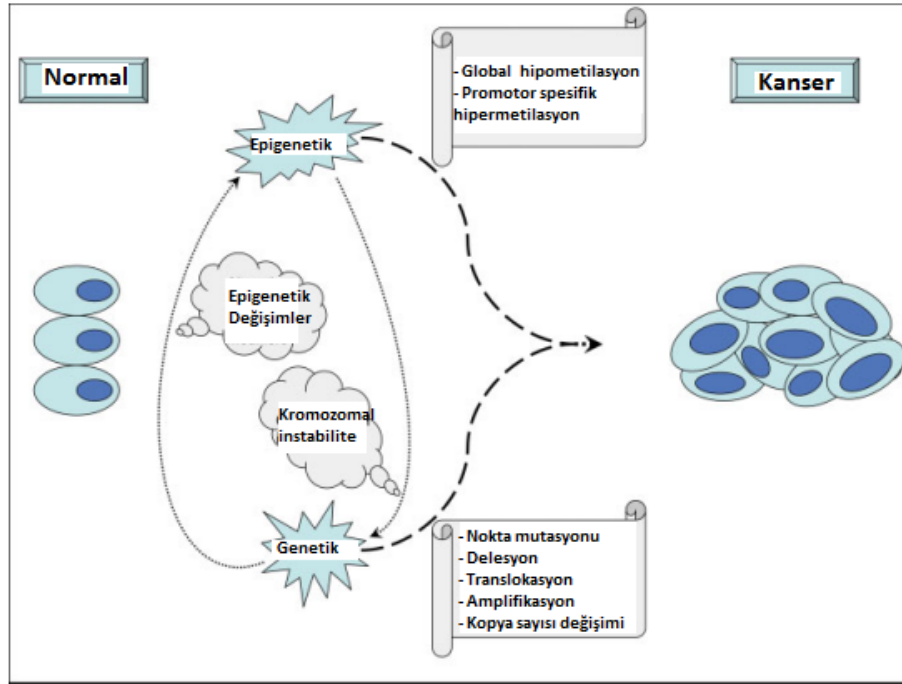 Normal
- Global hipometilasyon
- Promotor spesifik
hipermetilasyon
Kanser
Epigenetik
Epigenetik
Değişimler
Kromozomal
instabilite
Genetik
- Nokta mutasyonu
- Delesyon
- Translokasyon
- Amplifikasyon
- Kopya sayısı değişimi